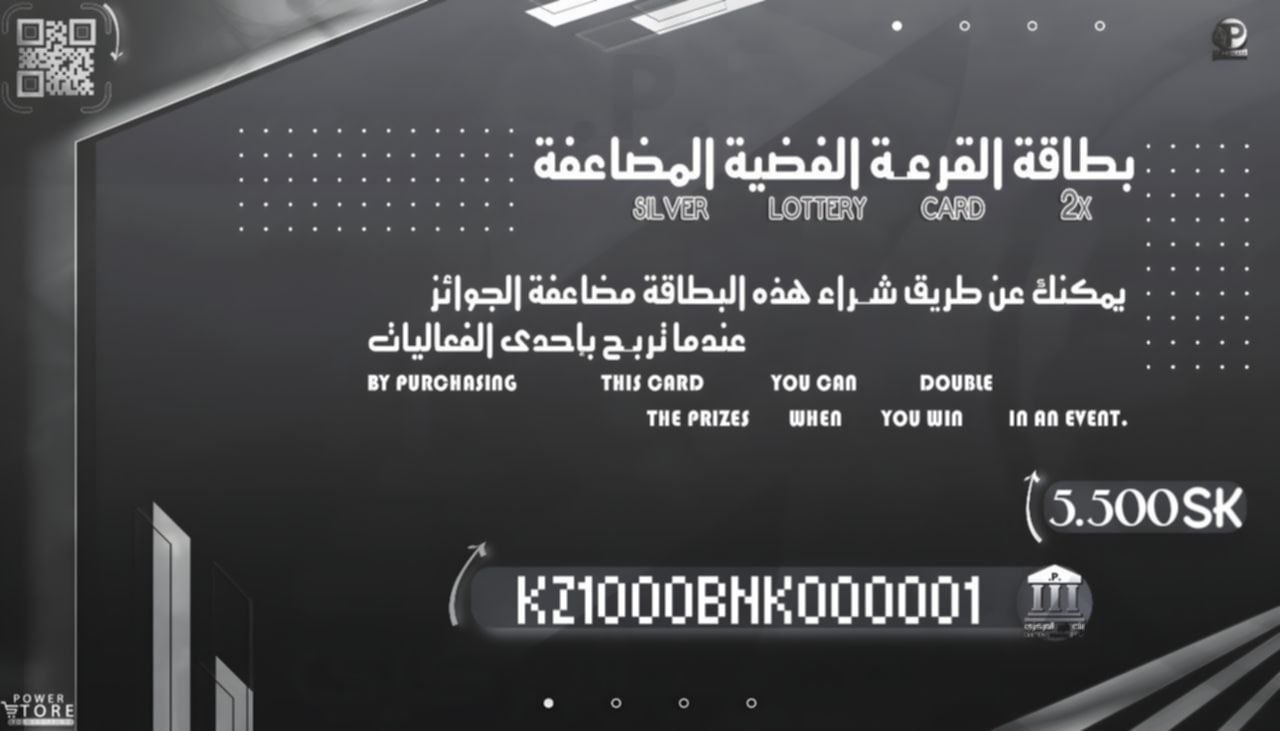 بطاقة القرعة الفضية المضاعفة
SILVER LOTTERY CARD 2X
يمكنك عن طريق شراء هذه البطاقة مضاعفة الجوائز
عندما تربح بإحدى الفعاليات
BY PURCHASING THIS CARD YOU CAN DOUBLE
THE PRIZES WHEN YOU WIN IN AN EVENT.
5.500SK
KZ1000BNK000001
.P.
POWER
STORE